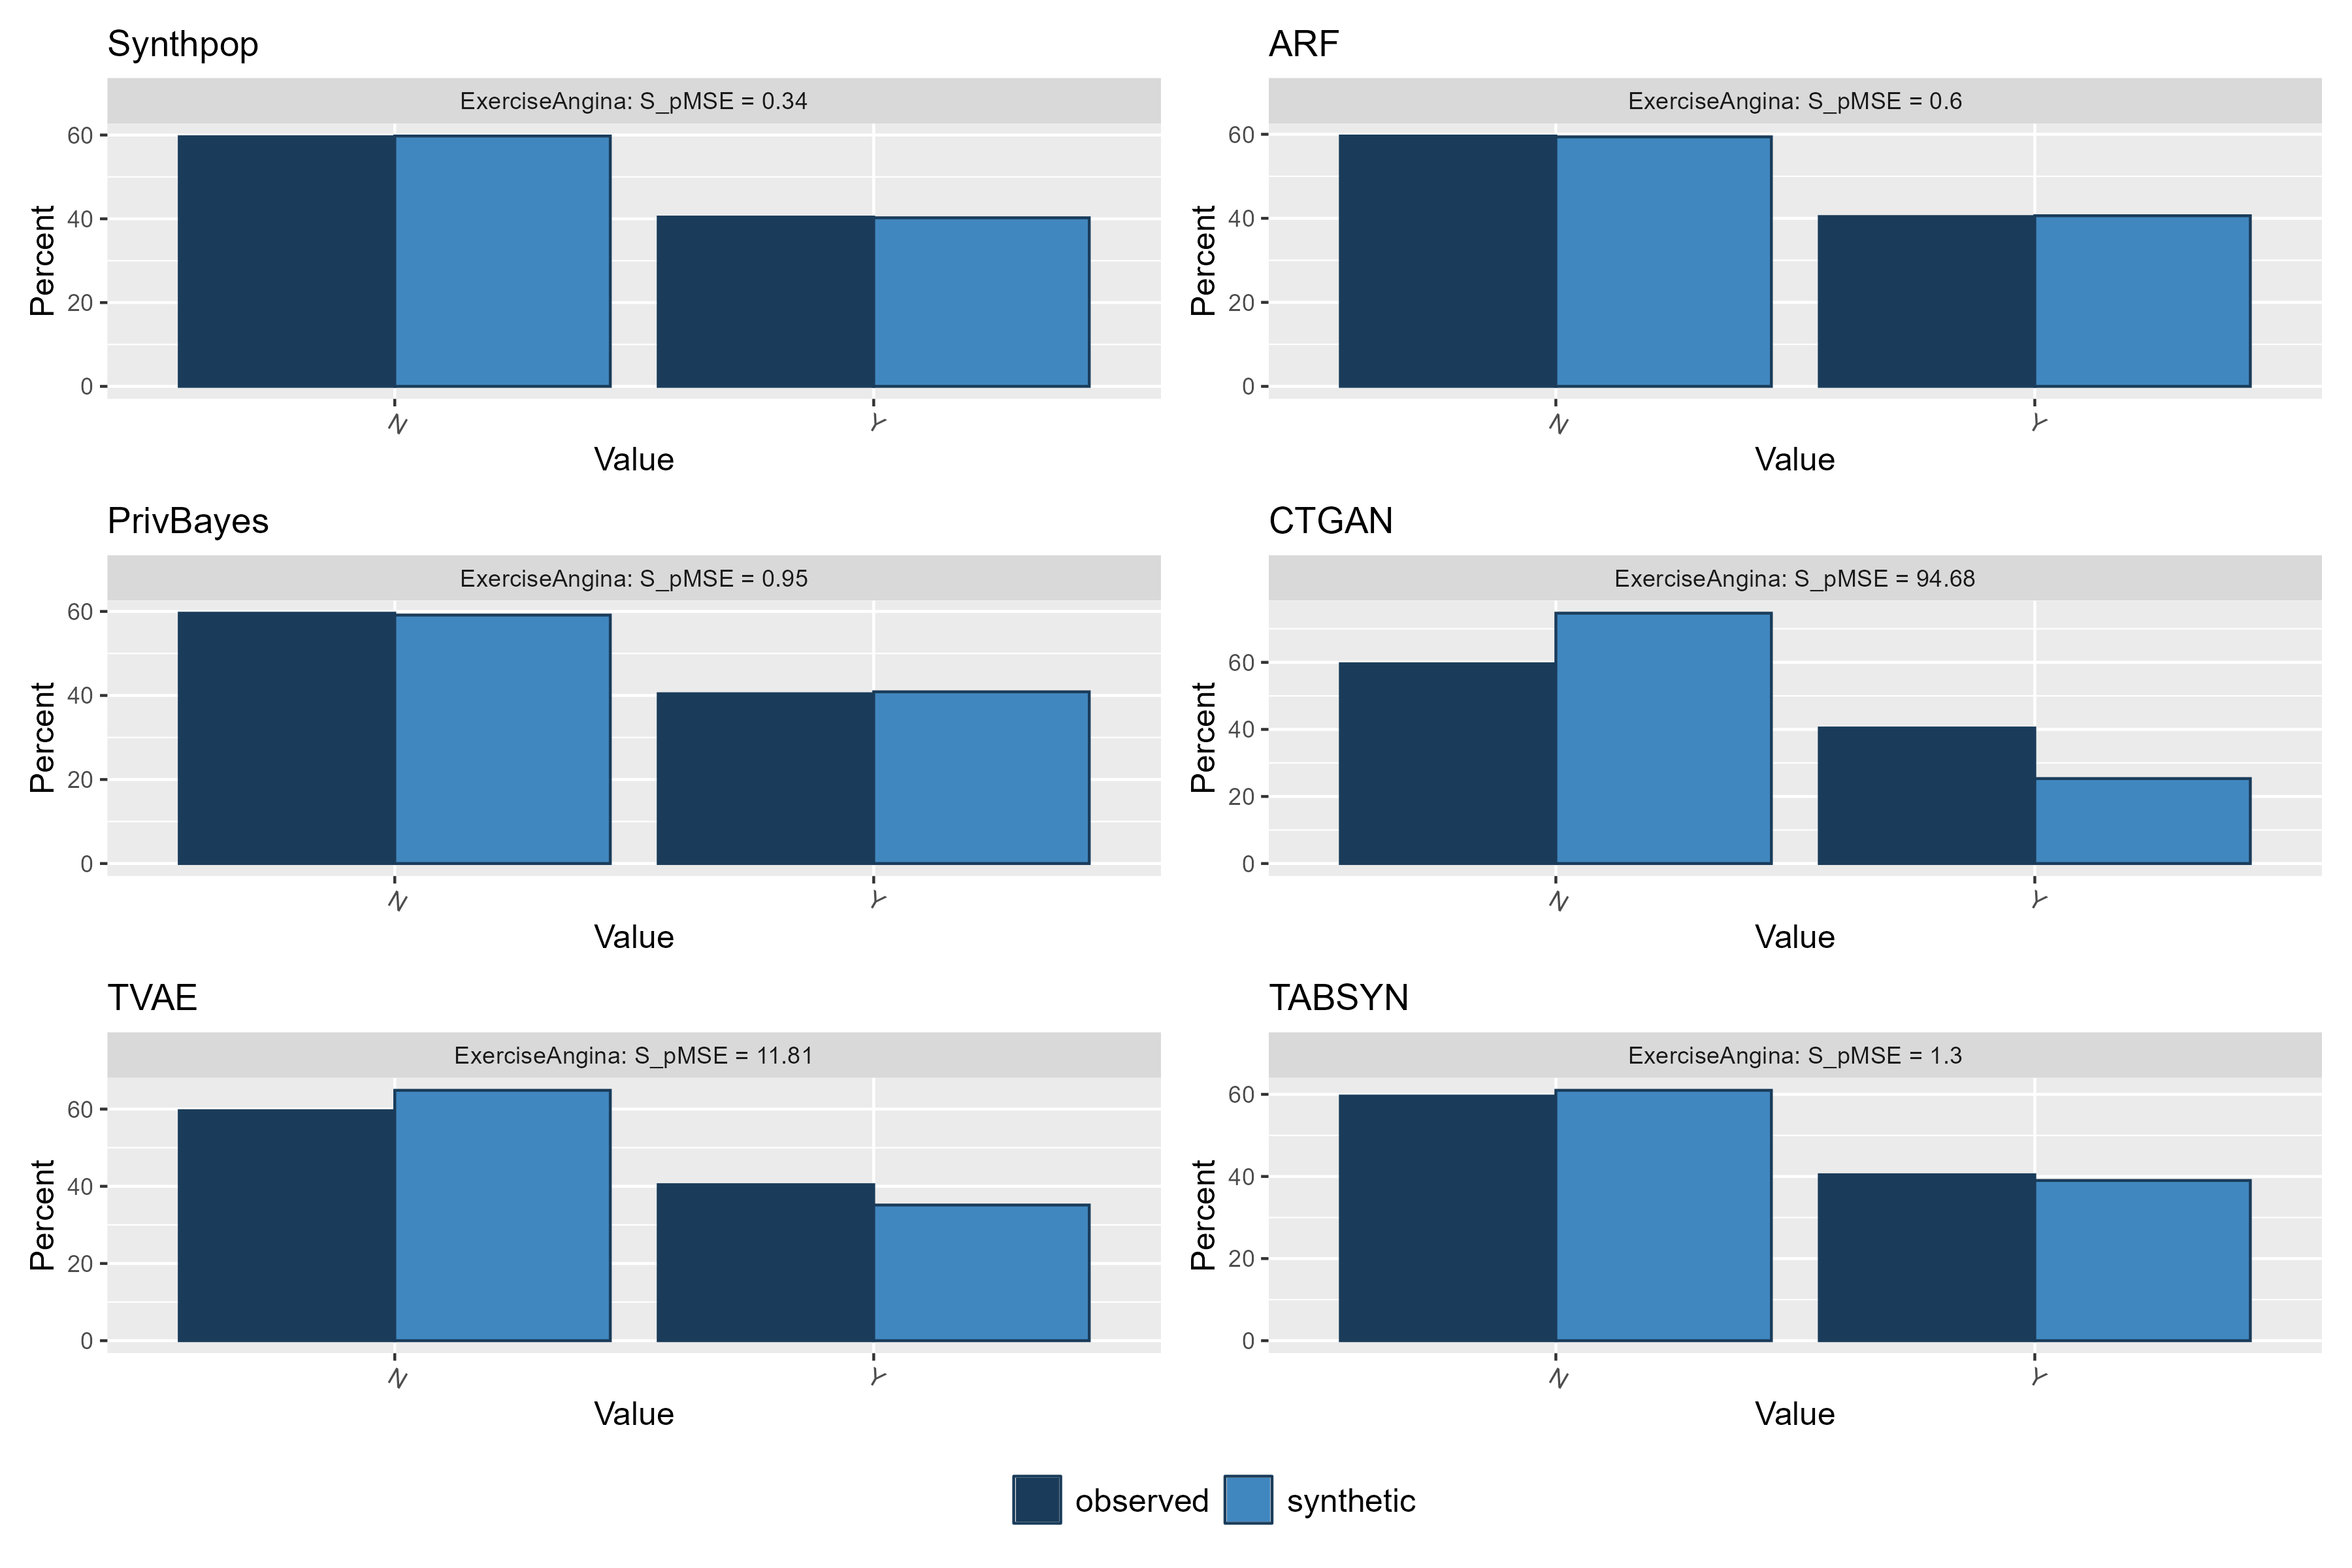 Synthpop
ExerciseAngina: S_pMSE = 0.34
Percent
60
40
20
0
N
Y
Value
ARF
ExerciseAngina: S_pMSE = 0.6
Percent
60
40
20
0
N
Y
Value
PrivBayes
ExerciseAngina: S_pMSE = 0.95
Percent
60
40
20
0
N
Y
Value
CTGAN
ExerciseAngina: S_pMSE = 94.68
Percent
60
40
20
0
N
Y
Value
TVAE
ExerciseAngina: S_pMSE = 11.81
Percent
60
40
20
0
N
Y
Value
TABSYN
ExerciseAngina: S_pMSE = 1.3
Percent
60
40
20
0
N
Y
Value
observed
synthetic